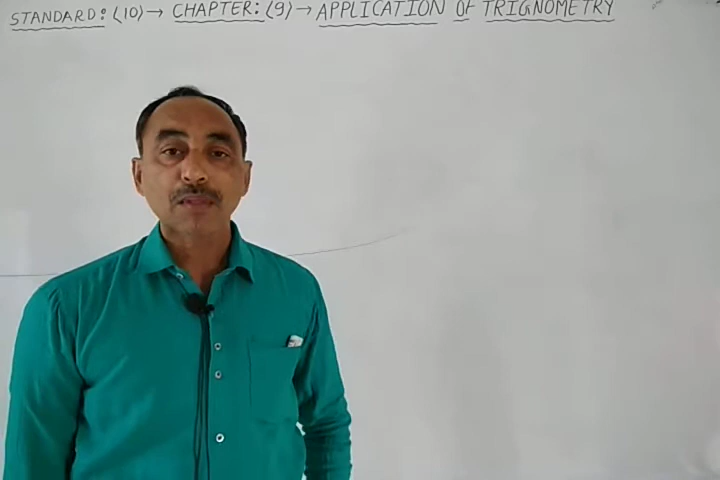 STANDARD: (10) → CHAPTER: (9) → APPLICATION OF TRIGNOMETRY